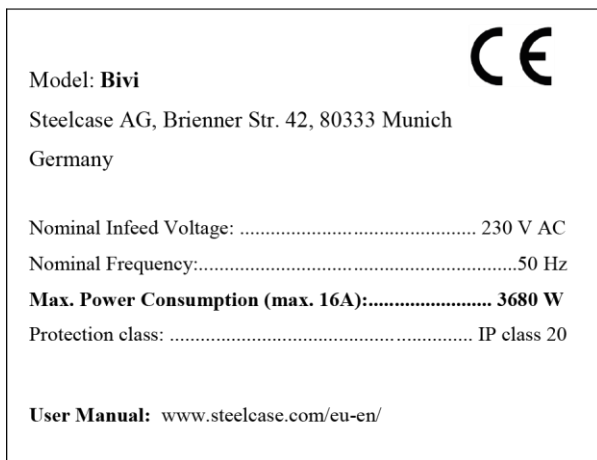 CE
Model: Bivi
Steelcase AG, Brienner Str. 42, 80333 Munich
Germany
Nominal Infeed Voltage: .................................................. 230 V AC
Nominal Frequency:...................................................................50 Hz
Max. Power Consumption (max. 16A):........................ 3680 W
Protection class: ................................................................ IP class 20
User Manual: www.steelcase.com/eu-en/